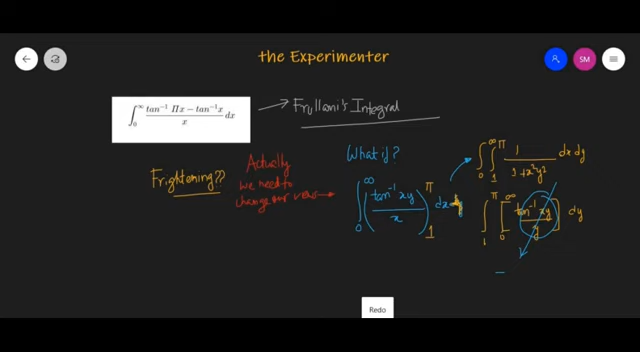 the Experimenter
SM
∫₀^∞ (tan⁻¹ Πx − tan⁻¹ x)/x dx
Frullani's Integral
What if?
Frightening??
Actually
we need to
change our views
∫₀^∞ (tan⁻¹ xy / x)₁^π dx
∫₀^∞ ∫₁^π 1/(1+x²y²) dx dy
∫₁^π [∫₀^∞ tan⁻¹ xy / y] dy
Redo